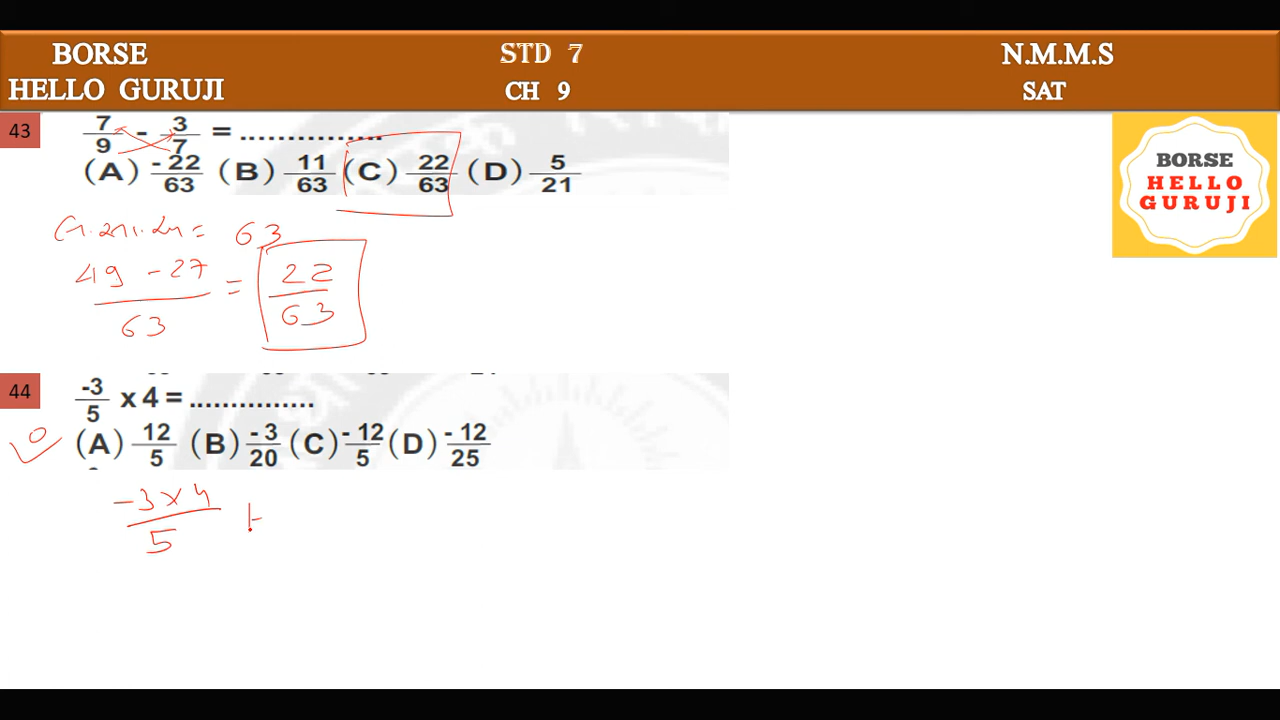 BORSE STD 7 N.M.M.S
HELLO GURUJI CH 9 SAT
43 7/9 - 3/7 = ...............
(A) -22/63 (B) 11/63 (C) 22/63 (D) 5/21
= 63
49 - 27 / 63 = 22/63
44 -3/5 x 4 = ...............
(A) 12/5 (B) -3/20 (C) -12/5 (D) -12/25
-3 x 4 / 5
BORSE
HELLO
GURUJI